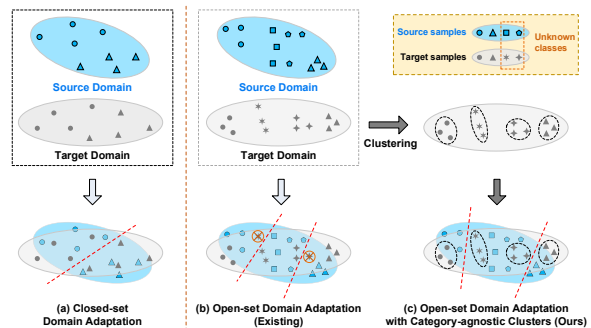 Source Domain
Target Domain
(a) Closed-set
Domain Adaptation
Source Domain
Target Domain
(b) Open-set Domain Adaptation
(Existing)
Source samples
Target samples
Unknown
classes
Clustering
(c) Open-set Domain Adaptation
with Category-agnostic Clusters (Ours)